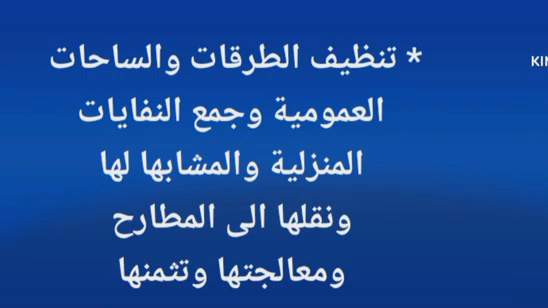 * تنظيف الطرقات والساحات
العمومية وجمع النفايات
المنزلية والمشابها لها
ونقلها الى المطارح
ومعالجتها وتثمنها